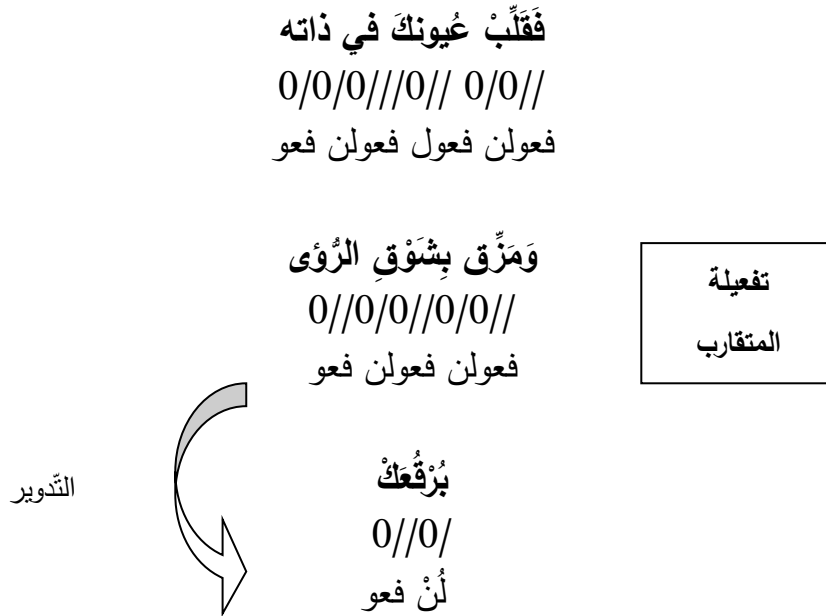 فَقَلِّبْ عُيونكَ في ذاته
0/0/0///0// 0/0//
فعولن فعول فعولن فعو
وَمَزِّق بِشَوْقِ الرُّؤى
0//0/0//0/0//
فعولن فعولن فعو
تفعيلة
المتقارب
بُرْقُعَكْ
0//0/
لُنْ فعو
التّدوير